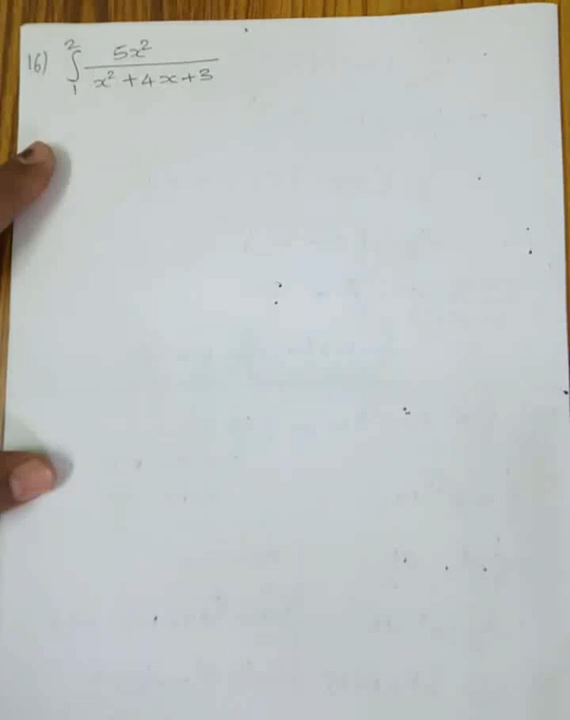 16) ∫₁² 5x² / x² + 4x + 3